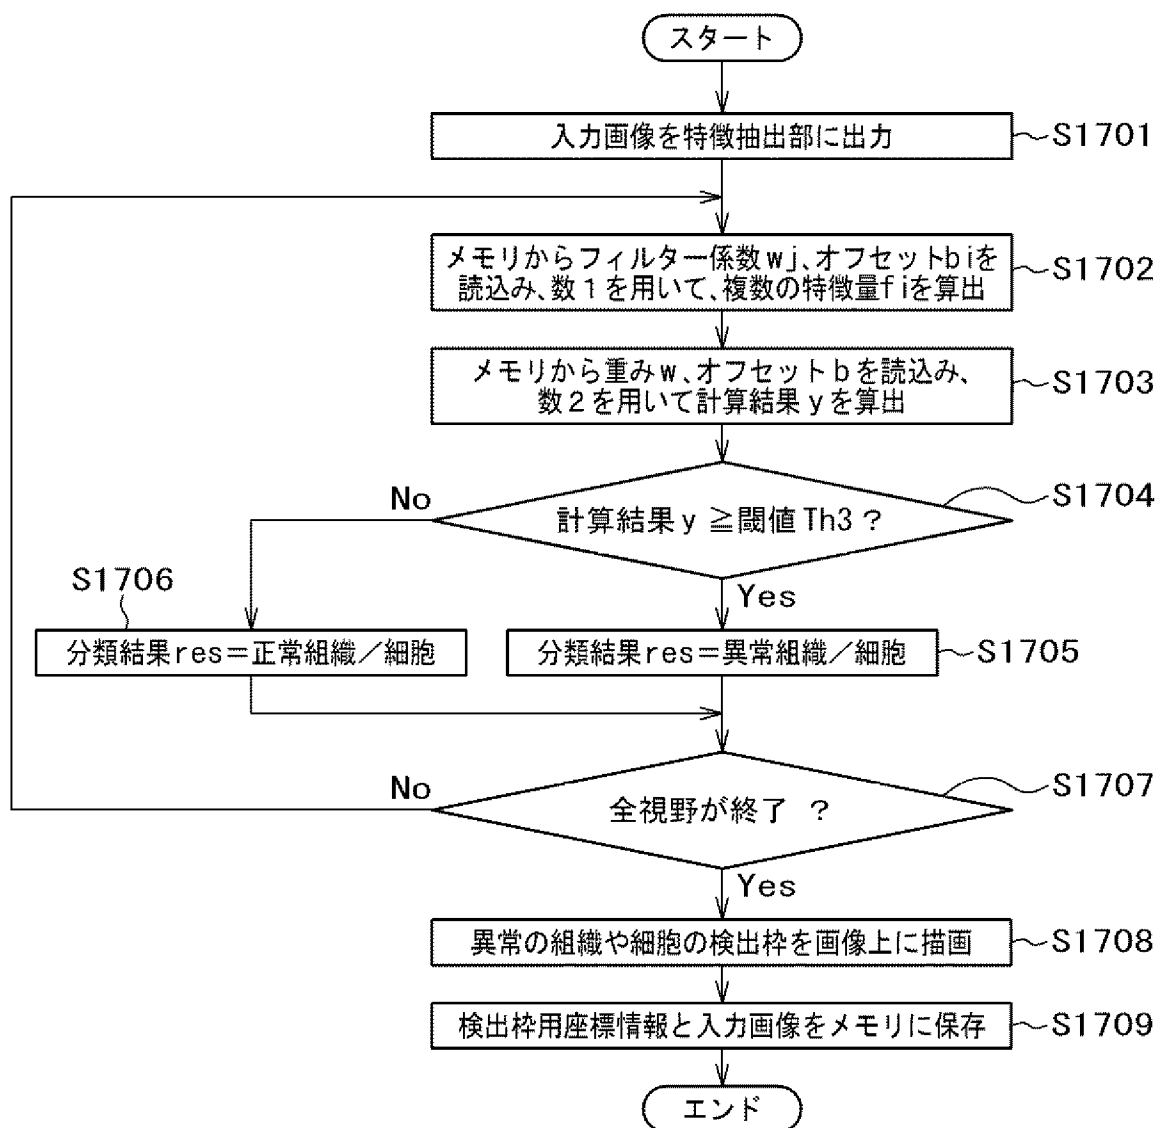 スタート
入力画像を特徴抽出部に出力
S1701
メモリからフィルター係数wj、オフセットbiを
読込み、数1を用いて、複数の特徴量fiを算出
S1702
メモリから重みw、オフセットbを読込み、
数2を用いて計算結果yを算出
S1703
計算結果y≧閾値Th3?
S1704
No
Yes
S1706
分類結果res=正常組織/細胞
分類結果res=異常組織/細胞
S1705
全視野が終了 ?
S1707
No
Yes
異常の組織や細胞の検出枠を画像上に描画
S1708
検出枠用座標情報と入力画像をメモリに保存
S1709
エンド